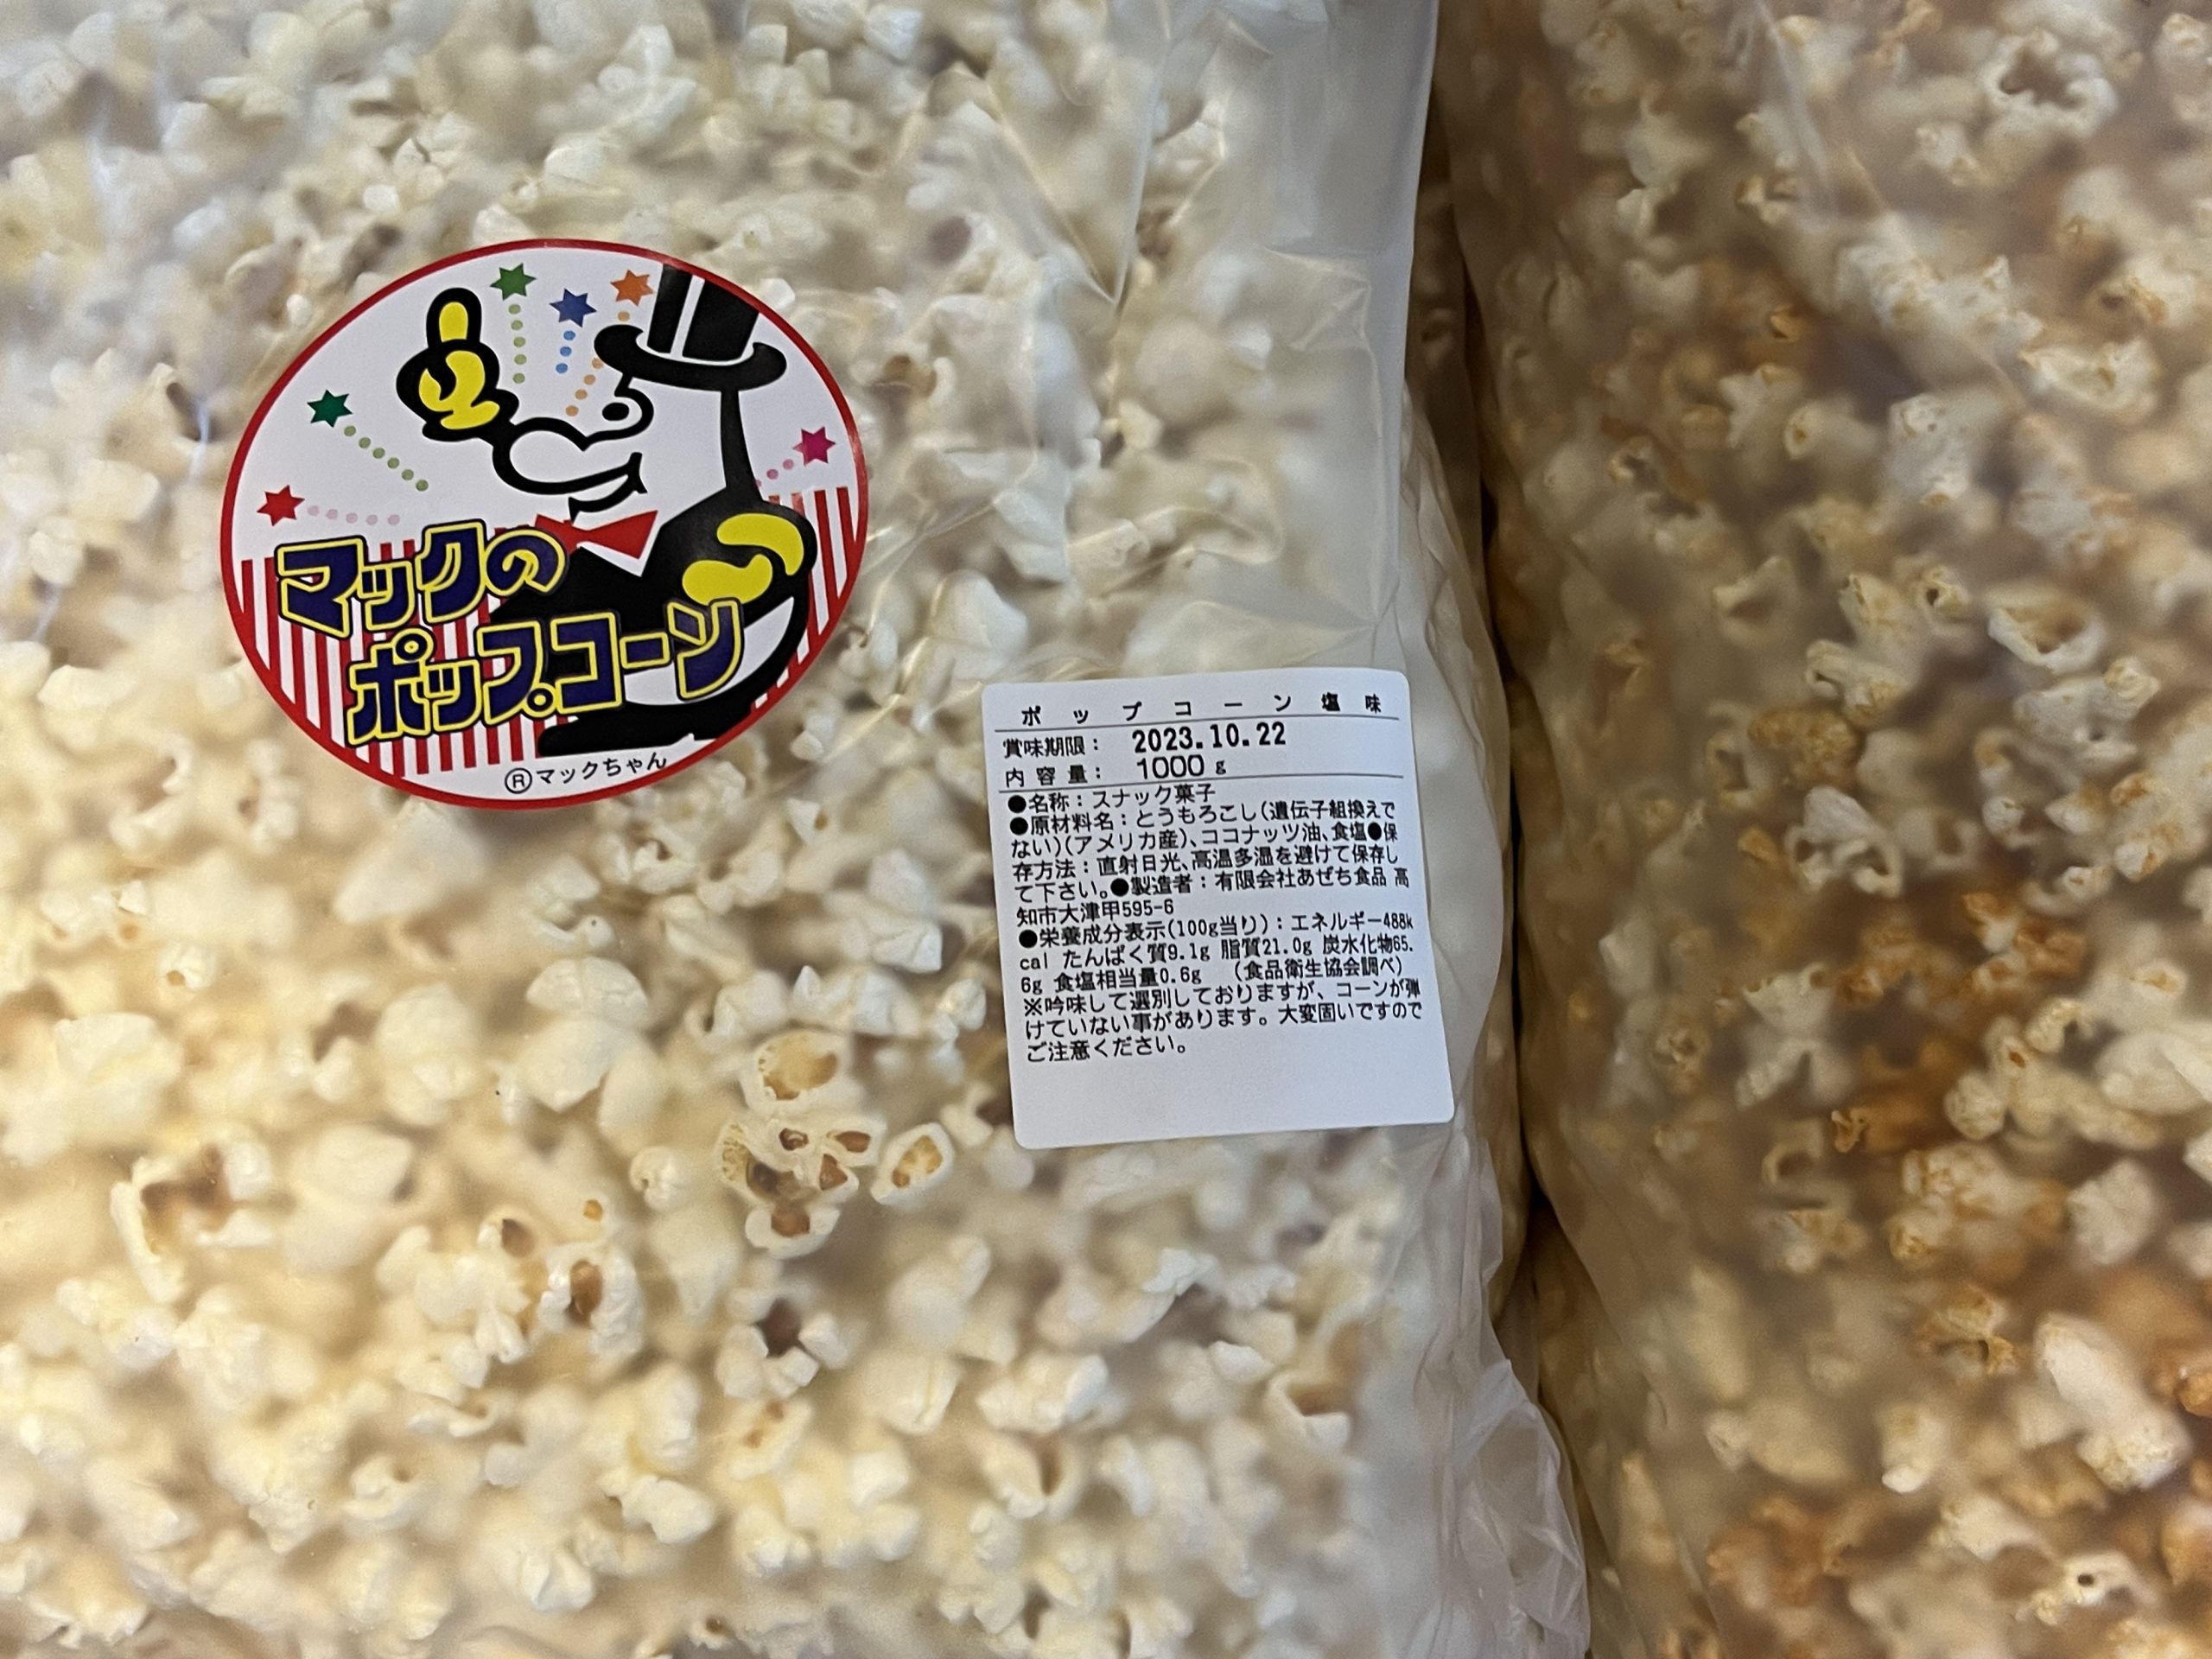 マックの
ポップコーン
®マックちゃん
ポップコーン塩味
賞味期限： 2023.10.22
内容量： 1000g
●名称：スナック菓子
●原材料名：とうもろこし(遺伝子組換えで
ない)(アメリカ産)、ココナッツ油、食塩●保
存方法：直射日光、高温多湿を避けて保存し
て下さい。●製造者：有限会社あぜち食品 高
知市大津甲595-6
●栄養成分表示(100g当り)：エネルギー488k
cal たんぱく質9.1g 脂質21.0g 炭水化物65.
6g 食塩相当量0.6g （食品衛生協会調べ）
※吟味して選別しておりますが、コーンが弾
けていない事があります。大変固いですので
ご注意ください。